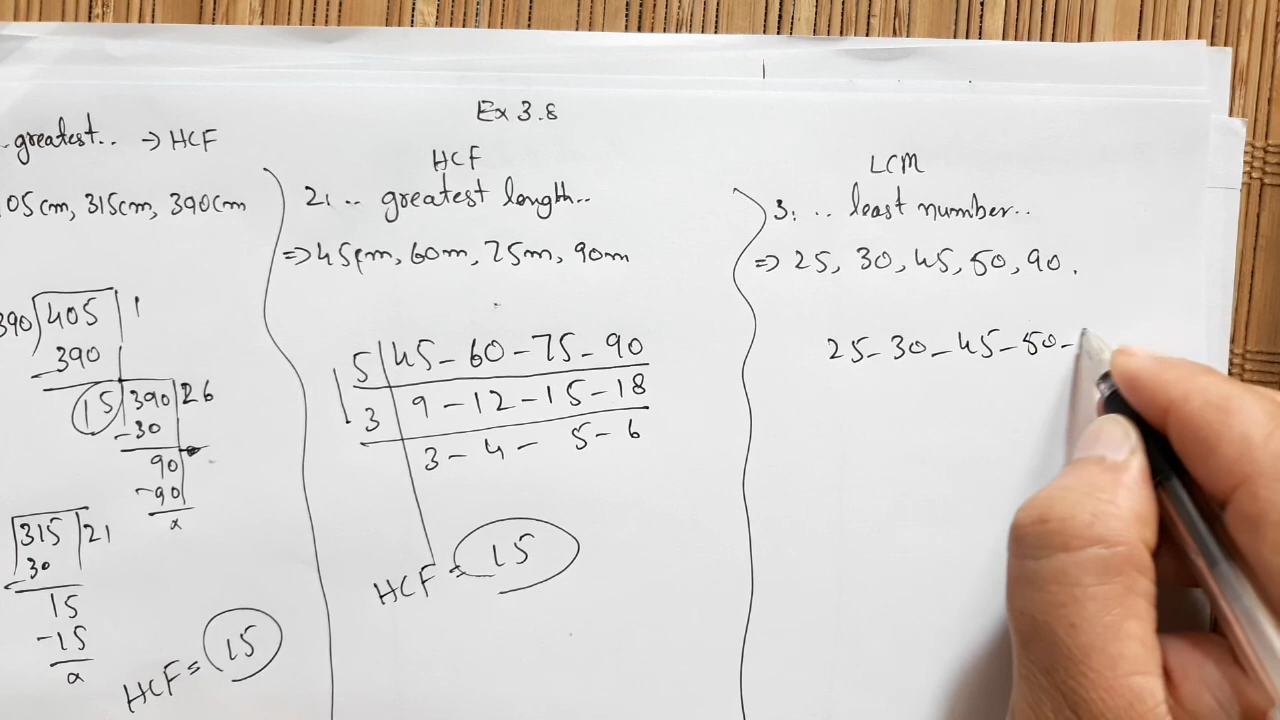 Ex 3.8
..greatest.. → HCF
05cm, 315cm, 390cm
390 405 1
390
15 390 26
-30
90
-90
x
315 21
30
15
-15
x
HCF = 15
HCF
2. .. greatest length..
⇒ 45m, 60m, 75m, 90m
5 45 - 60 - 75 - 90
3 9 - 12 - 15 - 18
3 - 4 - 5 - 6
HCF = 15
LCM
3. .. least number..
⇒ 25, 30, 45, 50, 90.
25 - 30 - 45 - 50 -